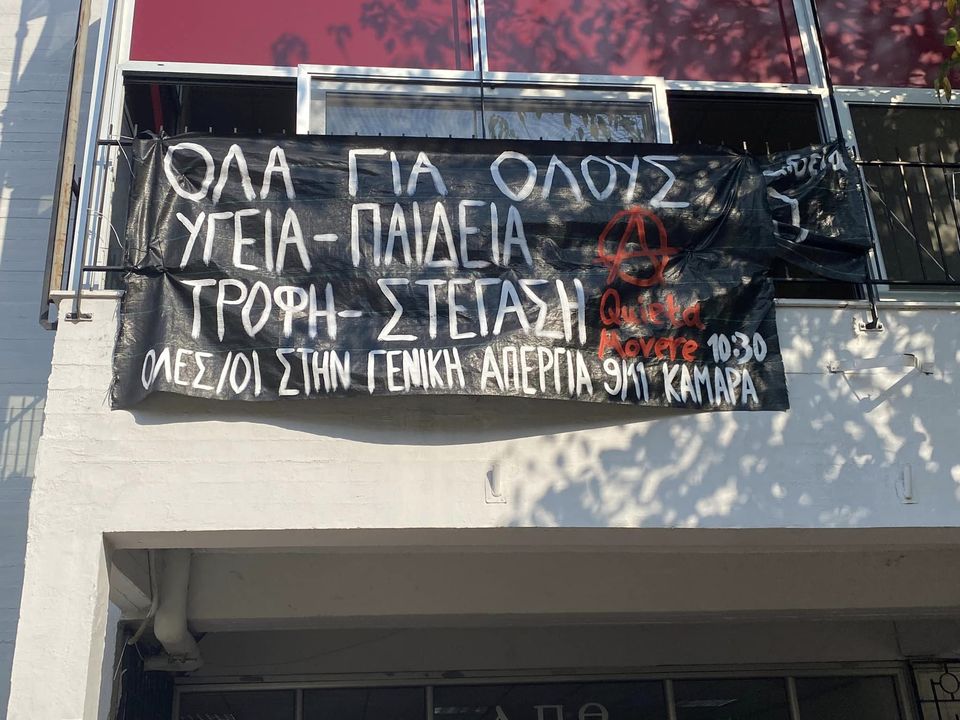 ΟΛΑ ΓΙΑ ΟΛΟΥΣ
ΥΓΕΙΑ - ΠΑΙΔΕΙΑ
ΤΡΟΦΗ - ΣΤΕΓΑΣΗ
Quieta
Movere 10:30
ΟΛΕΣ/ΟΙ ΣΤΗΝ ΓΕΝΙΚΗ ΑΠΕΡΓΙΑ 9/11 ΚΑΜΑΡΑ
ΑΠΘ